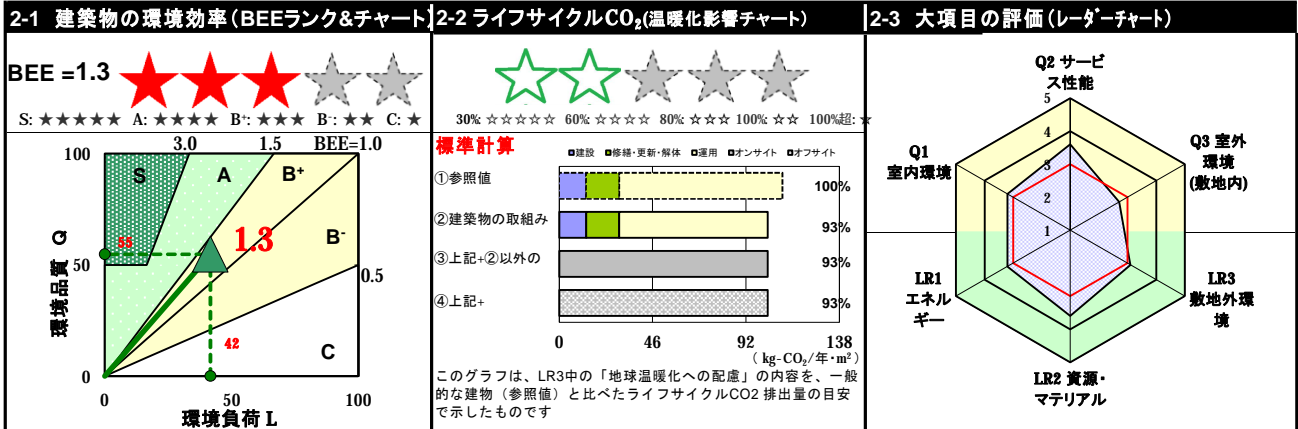 2-1 建築物の環境効率（BEEランク&チャート）
BEE =1.3
S: ★★★★★ A: ★★★★ B⁺: ★★★ B⁻: ★★ C: ★
3.0
1.5
BEE=1.0
100
S
A
B⁺
1.3
B⁻
55
50
0.5
42
C
0
0
50
100
環境品質 Q
環境負荷 L
2-2 ライフサイクルCO₂(温暖化影響チャート)
30%: ☆☆☆☆☆ 60%: ☆☆☆☆ 80%: ☆☆☆ 100%: ☆☆ 100%超: ☆
標準計算
■建設 ■修繕・更新・解体 □運用 ■オンサイト ■オフサイト
①参照値
100%
②建築物の取組み
93%
③上記+②以外の
93%
④上記+
93%
0
46
92
138
( kg-CO₂/年・m²)
このグラフは、LR3中の「地球温暖化への配慮」の内容を、一般
的な建物（参照値）と比べたライフサイクルCO2 排出量の目安
で示したものです
2-3 大項目の評価（レーダーチャート）
Q2 サービ
ス性能
5
4
3
2
1
Q1
室内環境
Q3 室外
環境
(敷地内)
LR1
エネル
ギー
LR3
敷地外環
境
LR2 資源・
マテリアル